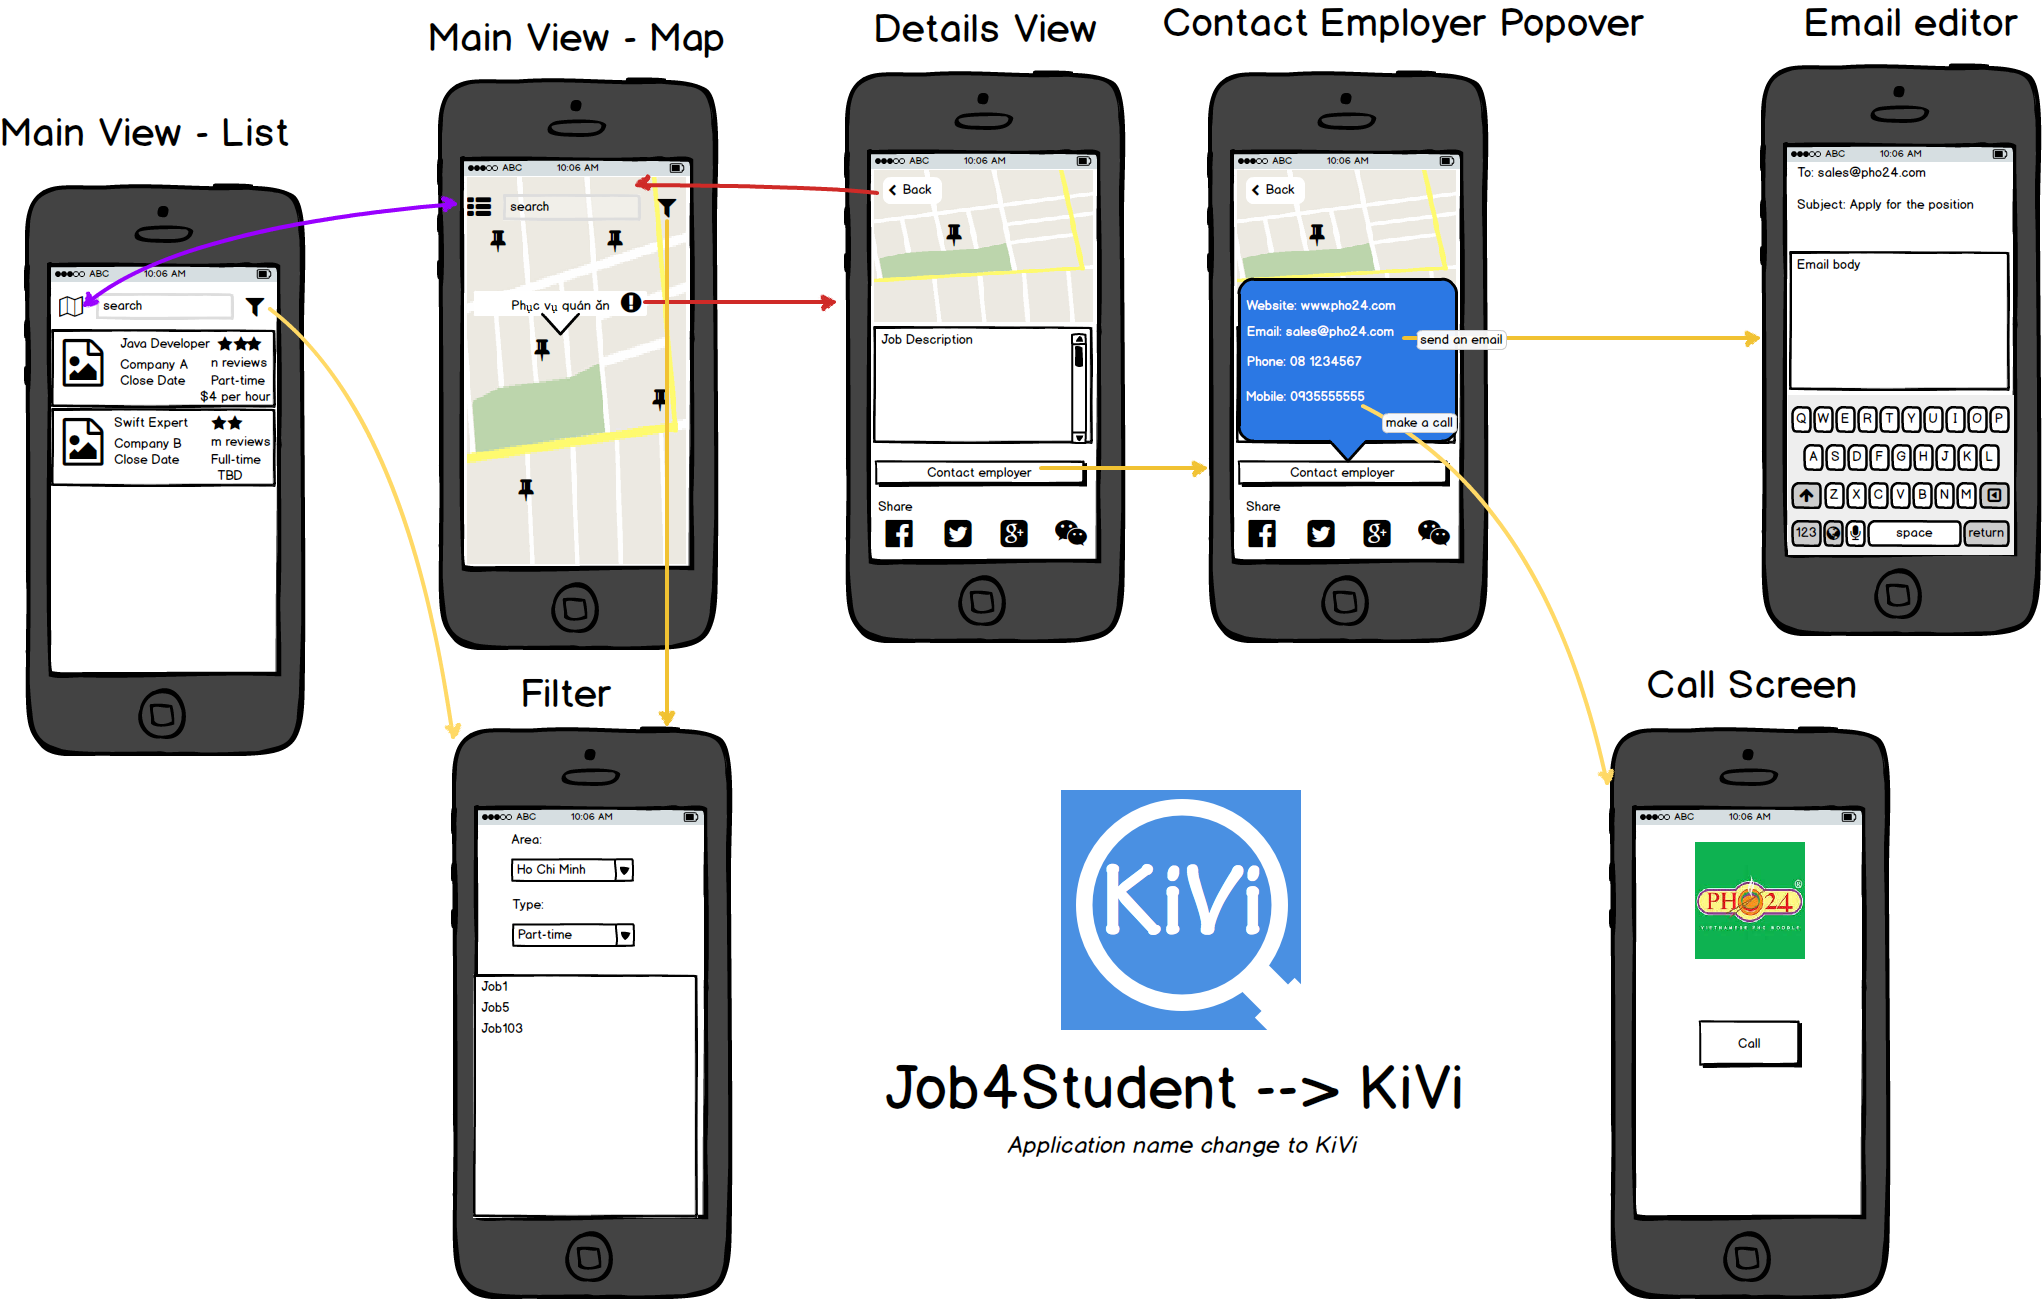 Main View - List
ABC 10:06 AM
search
Java Developer
Company A n reviews
Close Date Part-time
$4 per hour
Swift Expert
Company B m reviews
Close Date Full-time
TBD
Main View - Map
ABC 10:06 AM
search
Phục vụ quán ăn
Details View
ABC 10:06 AM
Back
Job Description
Contact employer
Share
Contact Employer Popover
ABC 10:06 AM
Back
Website: www.pho24.com
Email: sales@pho24.com
send an email
Phone: 08 1234567
Mobile: 0935555555
make a call
Contact employer
Share
Email editor
ABC 10:06 AM
To: sales@pho24.com
Subject: Apply for the position
Email body
Q W E R T Y U I O P
A S D F G H J K L
Z X C V B N M
123 space return
Filter
ABC 10:06 AM
Area:
Ho Chi Minh
Type:
Part-time
Job1
Job5
Job103
KiVi
Job4Student --> KiVi
Application name change to KiVi
Call Screen
ABC 10:06 AM
PHO 24 ®
VIETNAMESE PHO NOODLE
Call